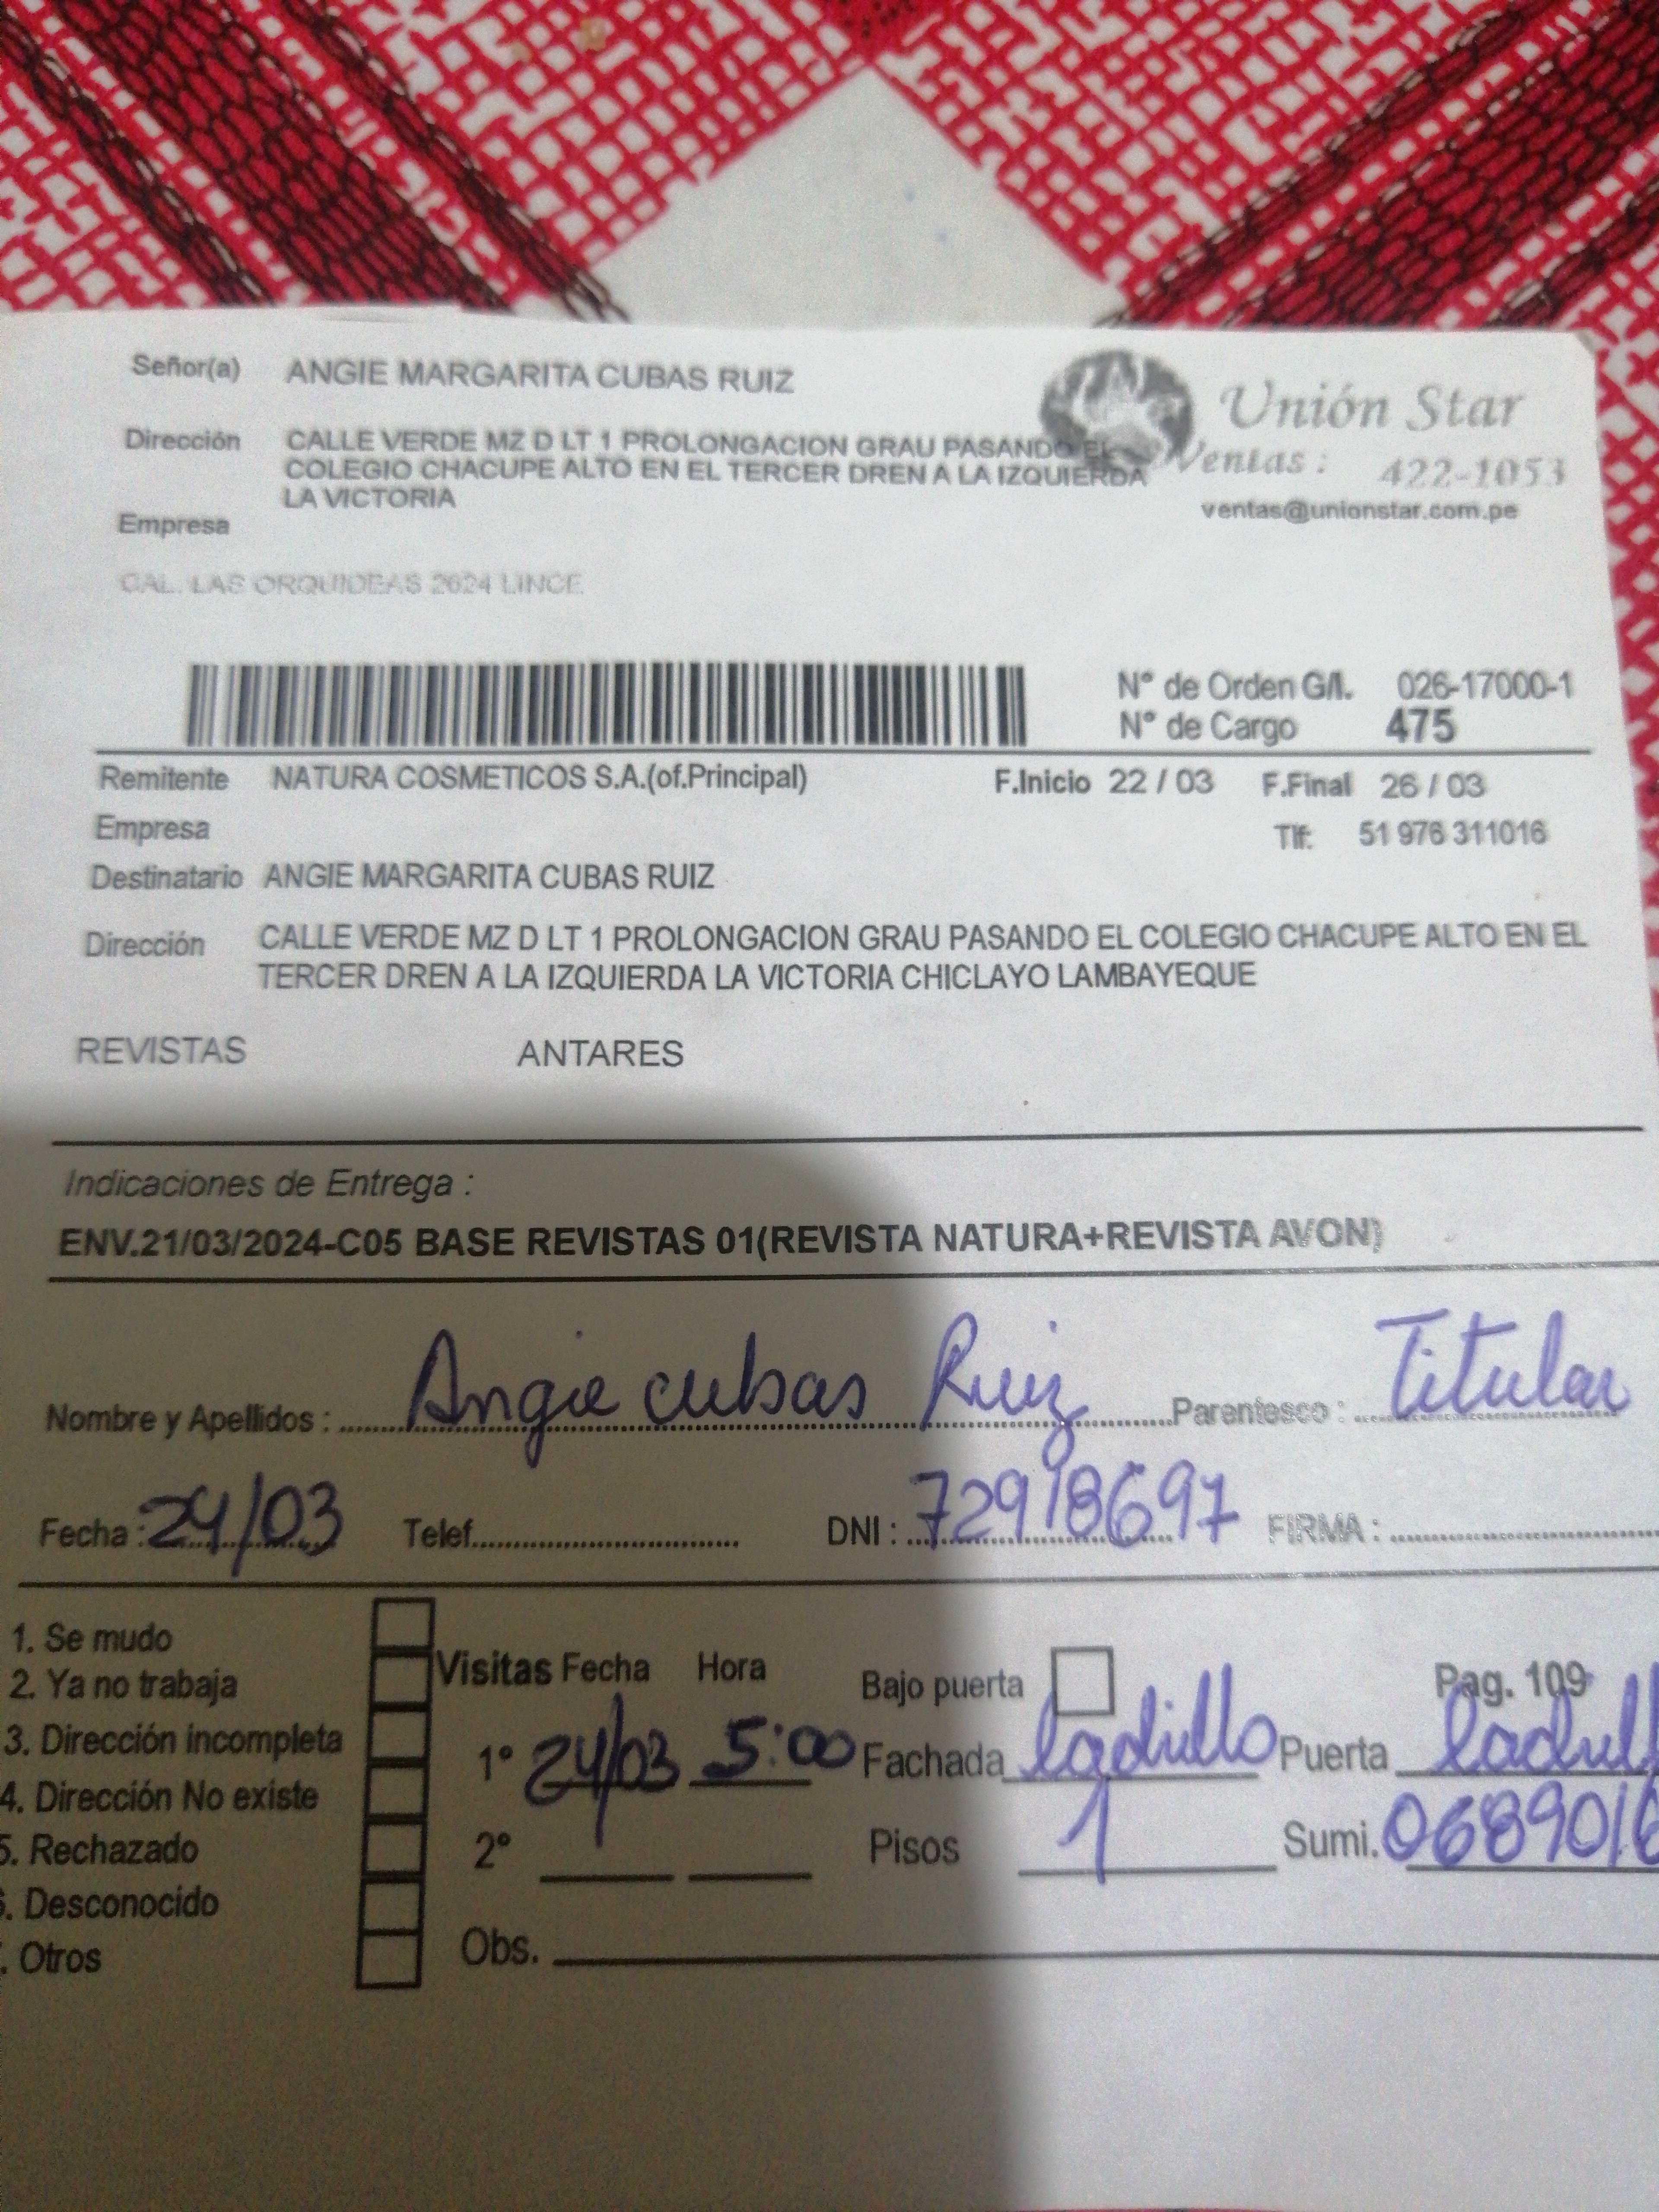 Señor(a) ANGIE MARGARITA CUBAS RUIZ
Unión Star
Dirección CALLE VERDE MZ D LT 1 PROLONGACION GRAU PASANDO EL
COLEGIO CHACUPE ALTO EN EL TERCER DREN A LA IZQUIERDA
LA VICTORIA
Ventas : 422-1053
ventas@unionstar.com.pe
Empresa
CAL. LAS ORQUIDEAS 2624 LINCE
N° de Orden G/I. 026-17000-1
N° de Cargo 475
Remitente NATURA COSMETICOS S.A.(of.Principal) F.Inicio 22 / 03 F.Final 26 / 03
Empresa Tlf: 51 976 311016
Destinatario ANGIE MARGARITA CUBAS RUIZ
Dirección CALLE VERDE MZ D LT 1 PROLONGACION GRAU PASANDO EL COLEGIO CHACUPE ALTO EN EL
TERCER DREN A LA IZQUIERDA LA VICTORIA CHICLAYO LAMBAYEQUE
REVISTAS ANTARES
Indicaciones de Entrega :
ENV.21/03/2024-C05 BASE REVISTAS 01(REVISTA NATURA+REVISTA AVON)
Nombre y Apellidos : Angie cubas Ruiz Parentesco : Titular
Fecha : 24/03 Telef. DNI : 72918697 FIRMA :
1. Se mudo
2. Ya no trabaja
3. Dirección incompleta
4. Dirección No existe
5. Rechazado
. Desconocido
. Otros
Visitas Fecha Hora Bajo puerta Pag. 109
1° 24/03 5:00 Fachada ladrillo Puerta
2° Pisos 1 Sumi. 0689016
Obs.